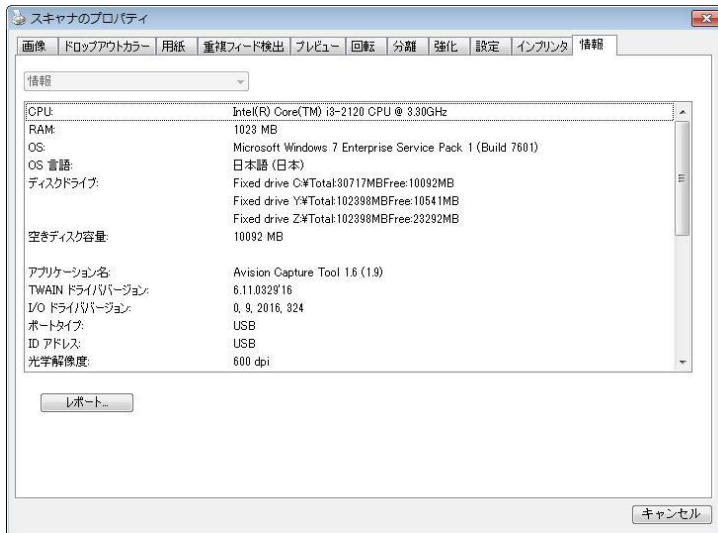 スキャナのプロパティ
画像 ドロップアウトカラー 用紙 重複フィード検出 プレビュー 回転 分離 強化 設定 インプリンタ 情報
情報
CPU: Intel(R) Core(TM) i3-2120 CPU @ 3.30GHz
RAM: 1023 MB
OS: Microsoft Windows 7 Enterprise Service Pack 1 (Build 7601)
OS 言語: 日本語 (日本)
ディスクドライブ: Fixed drive C:¥Total:30717MBFree:10092MB
Fixed drive Y:¥Total:102398MBFree:10541MB
Fixed drive Z:¥Total:102398MBFree:23292MB
空きディスク容量: 10092 MB
アプリケーション名: Avision Capture Tool 1.6 (1.9)
TWAIN ドライババージョン: 6.11.0329'16
I/O ドライババージョン: 0, 9, 2016, 324
ポートタイプ: USB
ID アドレス: USB
光学解像度: 600 dpi
レポート...
キャンセル